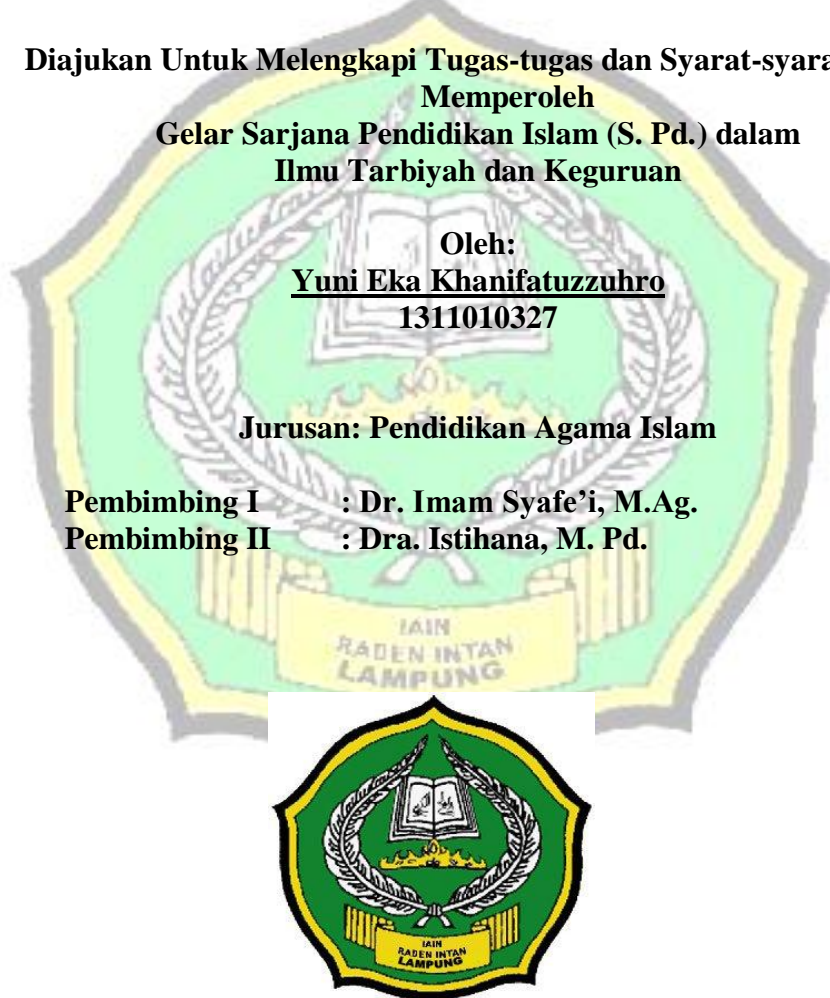 Diajukan Untuk Melengkapi Tugas-tugas dan Syarat-syara
Memperoleh
Gelar Sarjana Pendidikan Islam (S. Pd.) dalam
Ilmu Tarbiyah dan Keguruan
Oleh:
Yuni Eka Khanifatuzzuhro
1311010327
Jurusan: Pendidikan Agama Islam
Pembimbing I : Dr. Imam Syafe’i, M.Ag.
Pembimbing II : Dra. Istihana, M. Pd.
IAIN
RADEN INTAN
LAMPUNG
IAIN
RADEN INTAN
LAMPUNG